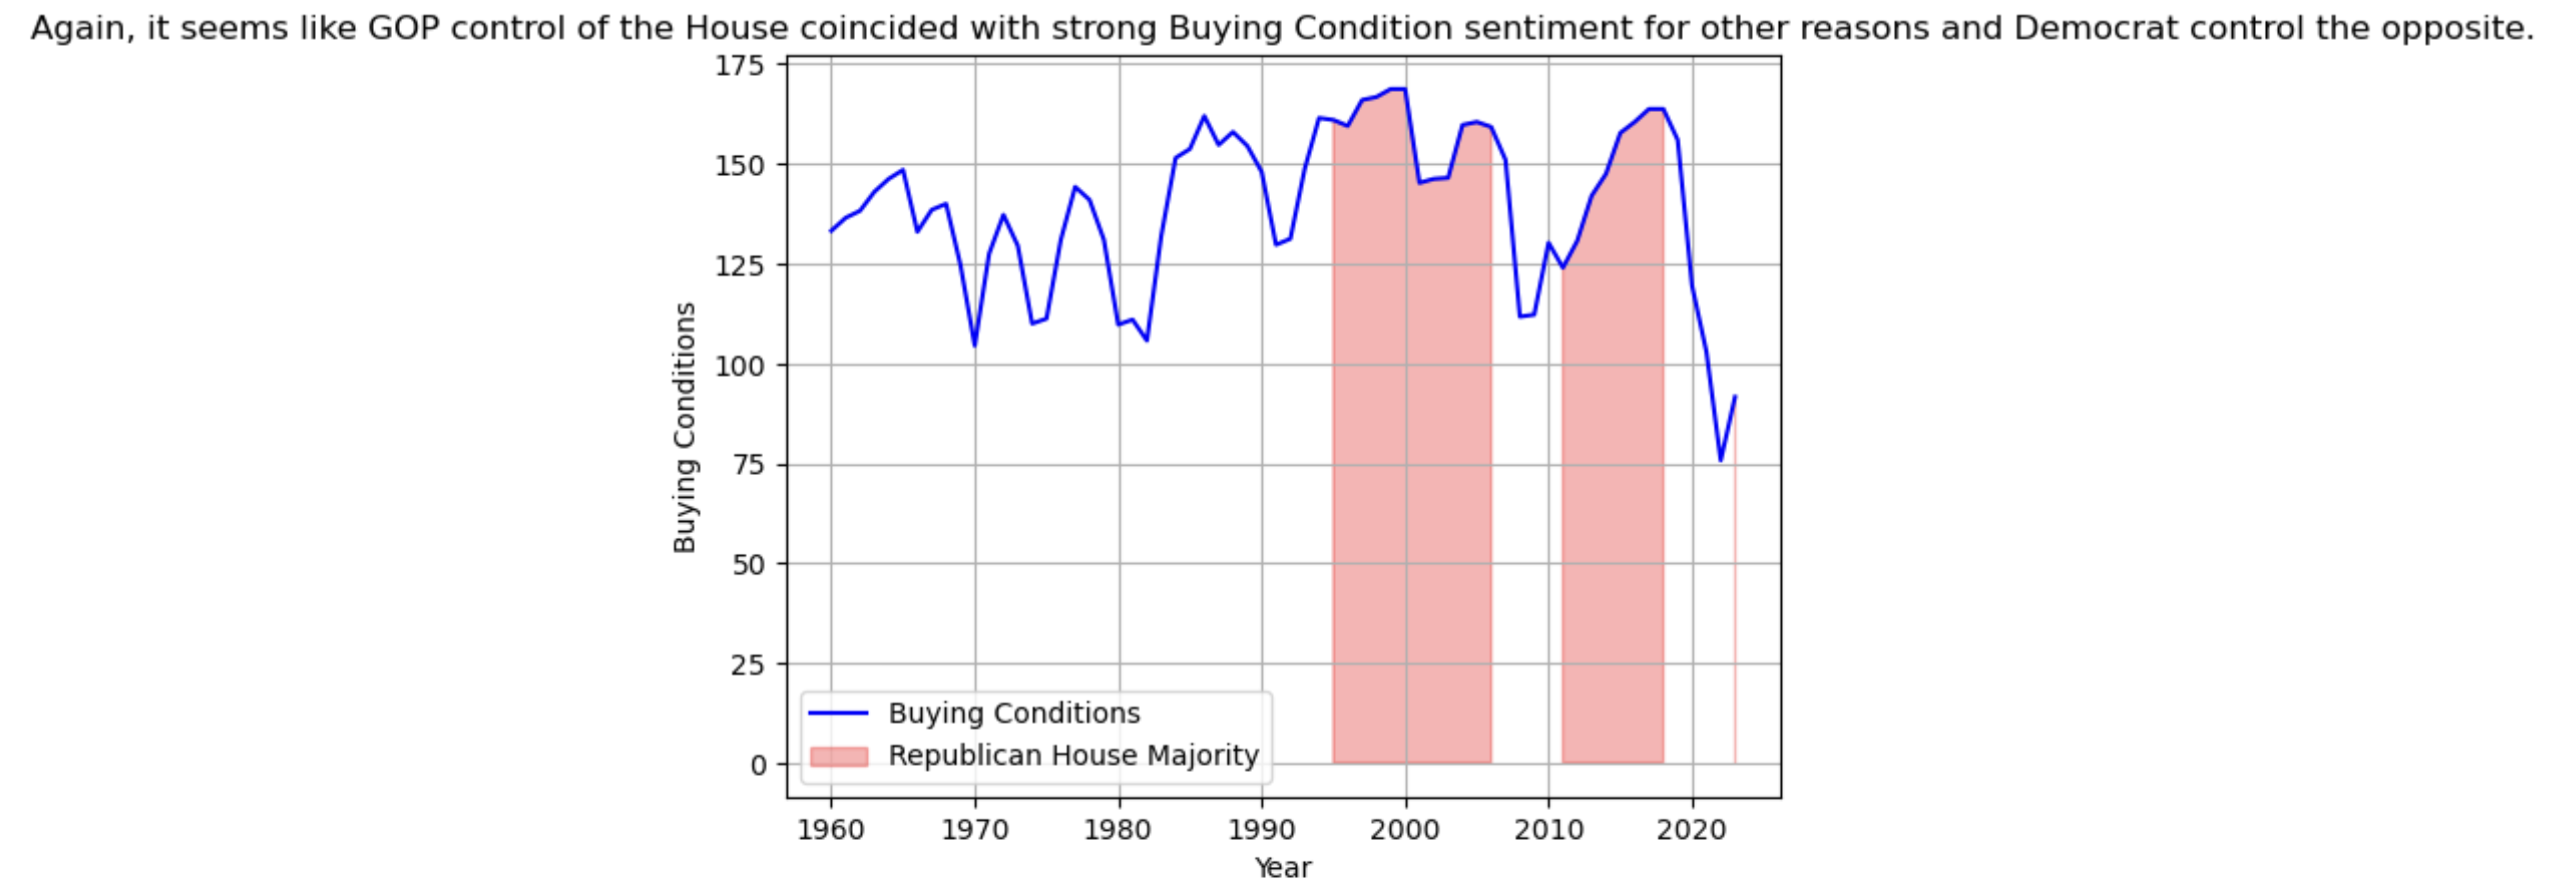 Again, it seems like GOP control of the House coincided with strong Buying Condition sentiment for other reasons and Democrat control the opposite.
175
150
125
100
75
50
25
0
Buying Conditions
Buying Conditions
Republican House Majority
1960 1970 1980 1990 2000 2010 2020
Year